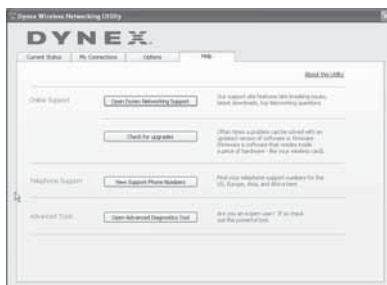 Dynex Wireless Networking Utility
DYNEX
Current Status My Connections Options Help
About the Utility
Online Support
Open Dynex Networking Support
Our support site features late-breaking issues,
latest downloads, top Networking questions.
Check for upgrades
Often times a problem can be solved with an
updated version of software or firmware
(firmware is software that resides inside
a piece of hardware - like your wireless card).
Telephone Support
View Support Phone Numbers
Find your telephone support numbers for the
US, Europe, Asia, and Africa here.
Advanced Tools
Open Advanced Diagnostics Tool
Are you an expert user? If so check
out this powerful tool.